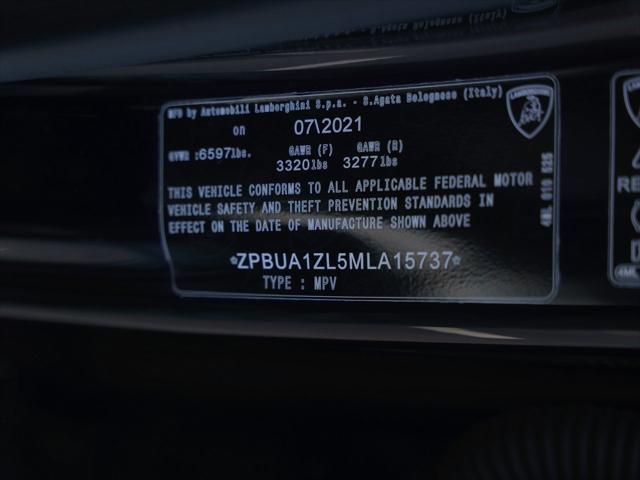 MFD by Automobili Lamborghini S.p.a. - S.Agata Bolognese (Italy)
on 07\2021
GVWR :6597lbs. GAWR (F) 3320lbs GAWR (R) 3277lbs
THIS VEHICLE CONFORMS TO ALL APPLICABLE FEDERAL MOTOR
VEHICLE SAFETY AND THEFT PREVENTION STANDARDS IN
EFFECT ON THE DATE OF MANUFACTURE SHOWN ABOVE
*ZPBUA1ZL5MLA15737*
TYPE : MPV
LAMBORGHINI
RE